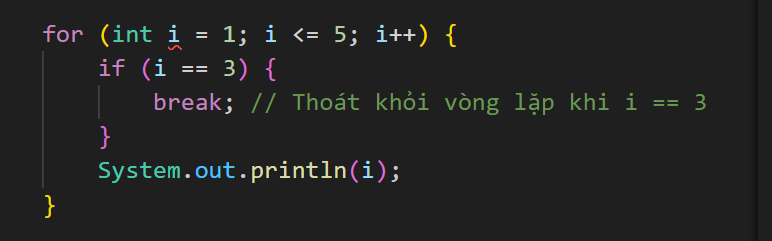 for (int i = 1; i <= 5; i++) {
    if (i == 3) {
        break; // Thoát khỏi vòng lặp khi i == 3
    }
    System.out.println(i);
}